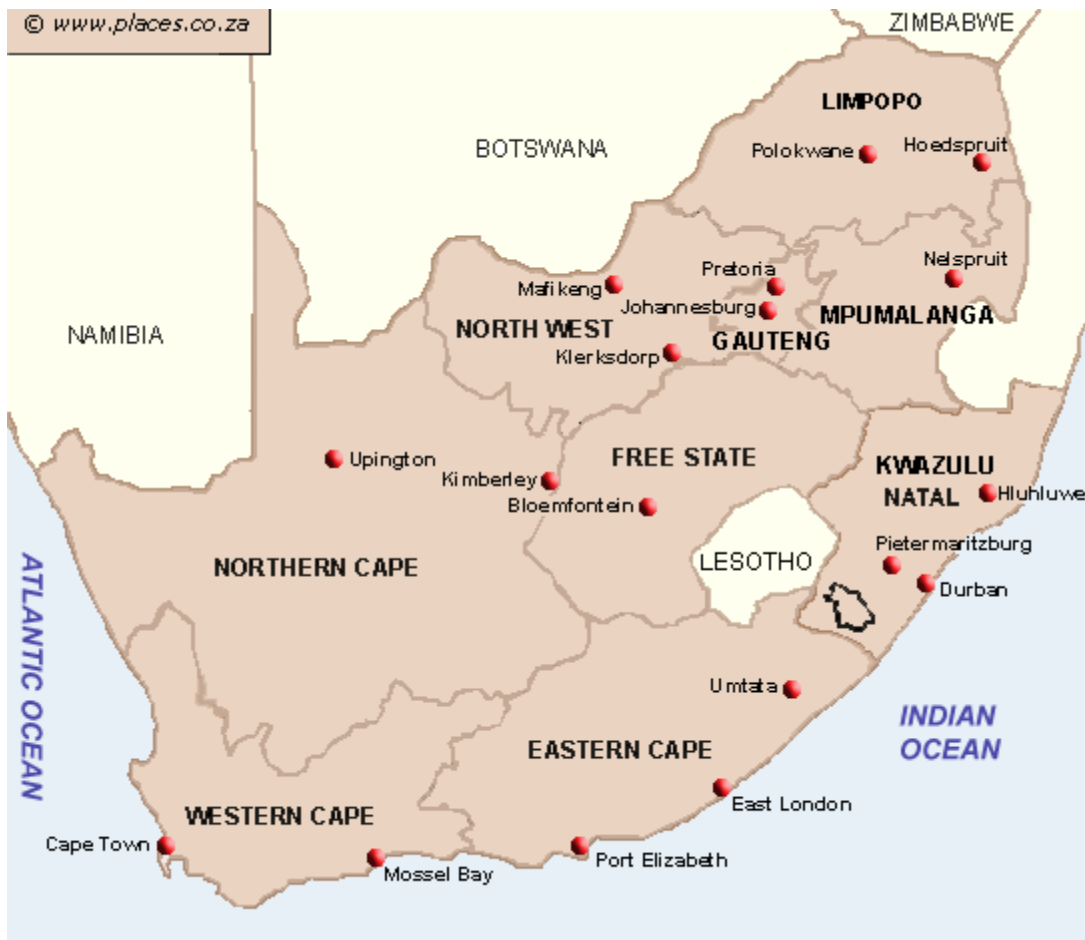 © www.places.co.za
ZIMBABWE
LIMPOPO
BOTSWANA
Polokwane
Hoedspruit
Pretoria
Nelspruit
Mafikeng
Johannesburg
MPUMALANGA
NAMIBIA
NORTH WEST
GAUTENG
Klerksdorp
Upington
FREE STATE
KWAZULU
NATAL
Kimberley
Hluhluwe
Bloemfontein
Pietermaritzburg
LESOTHO
NORTHERN CAPE
Durban
ATLANTIC OCEAN
Umtata
INDIAN
OCEAN
EASTERN CAPE
East London
WESTERN CAPE
Cape Town
Port Elizabeth
Mossel Bay